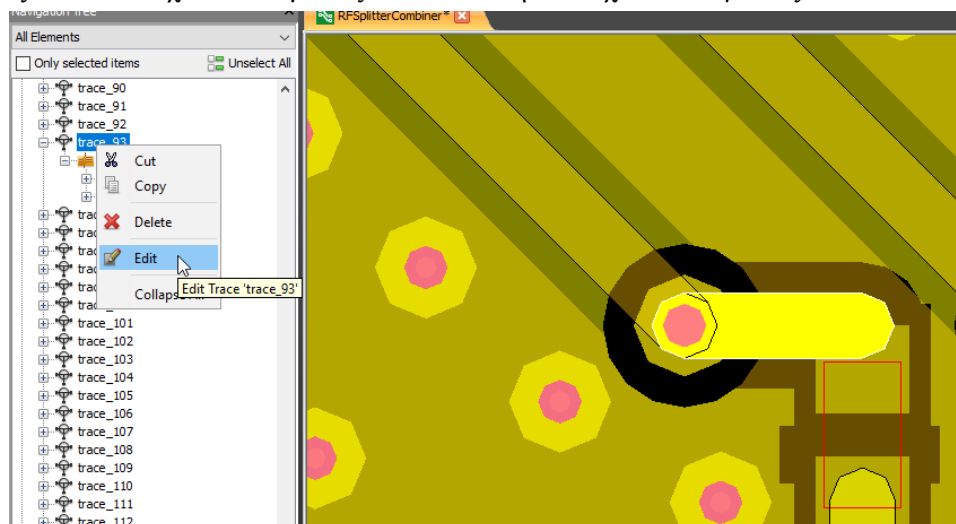 Navigation Tree
RFSplitterCombiner*
All Elements
Only selected items
Unselect All
trace_90
trace_91
trace_92
trace_93
Cut
Copy
Delete
Edit
Edit Trace 'trace_93'
trace_101
trace_102
trace_103
trace_104
trace_105
trace_106
trace_107
trace_108
trace_109
trace_110
trace_111
trace_112